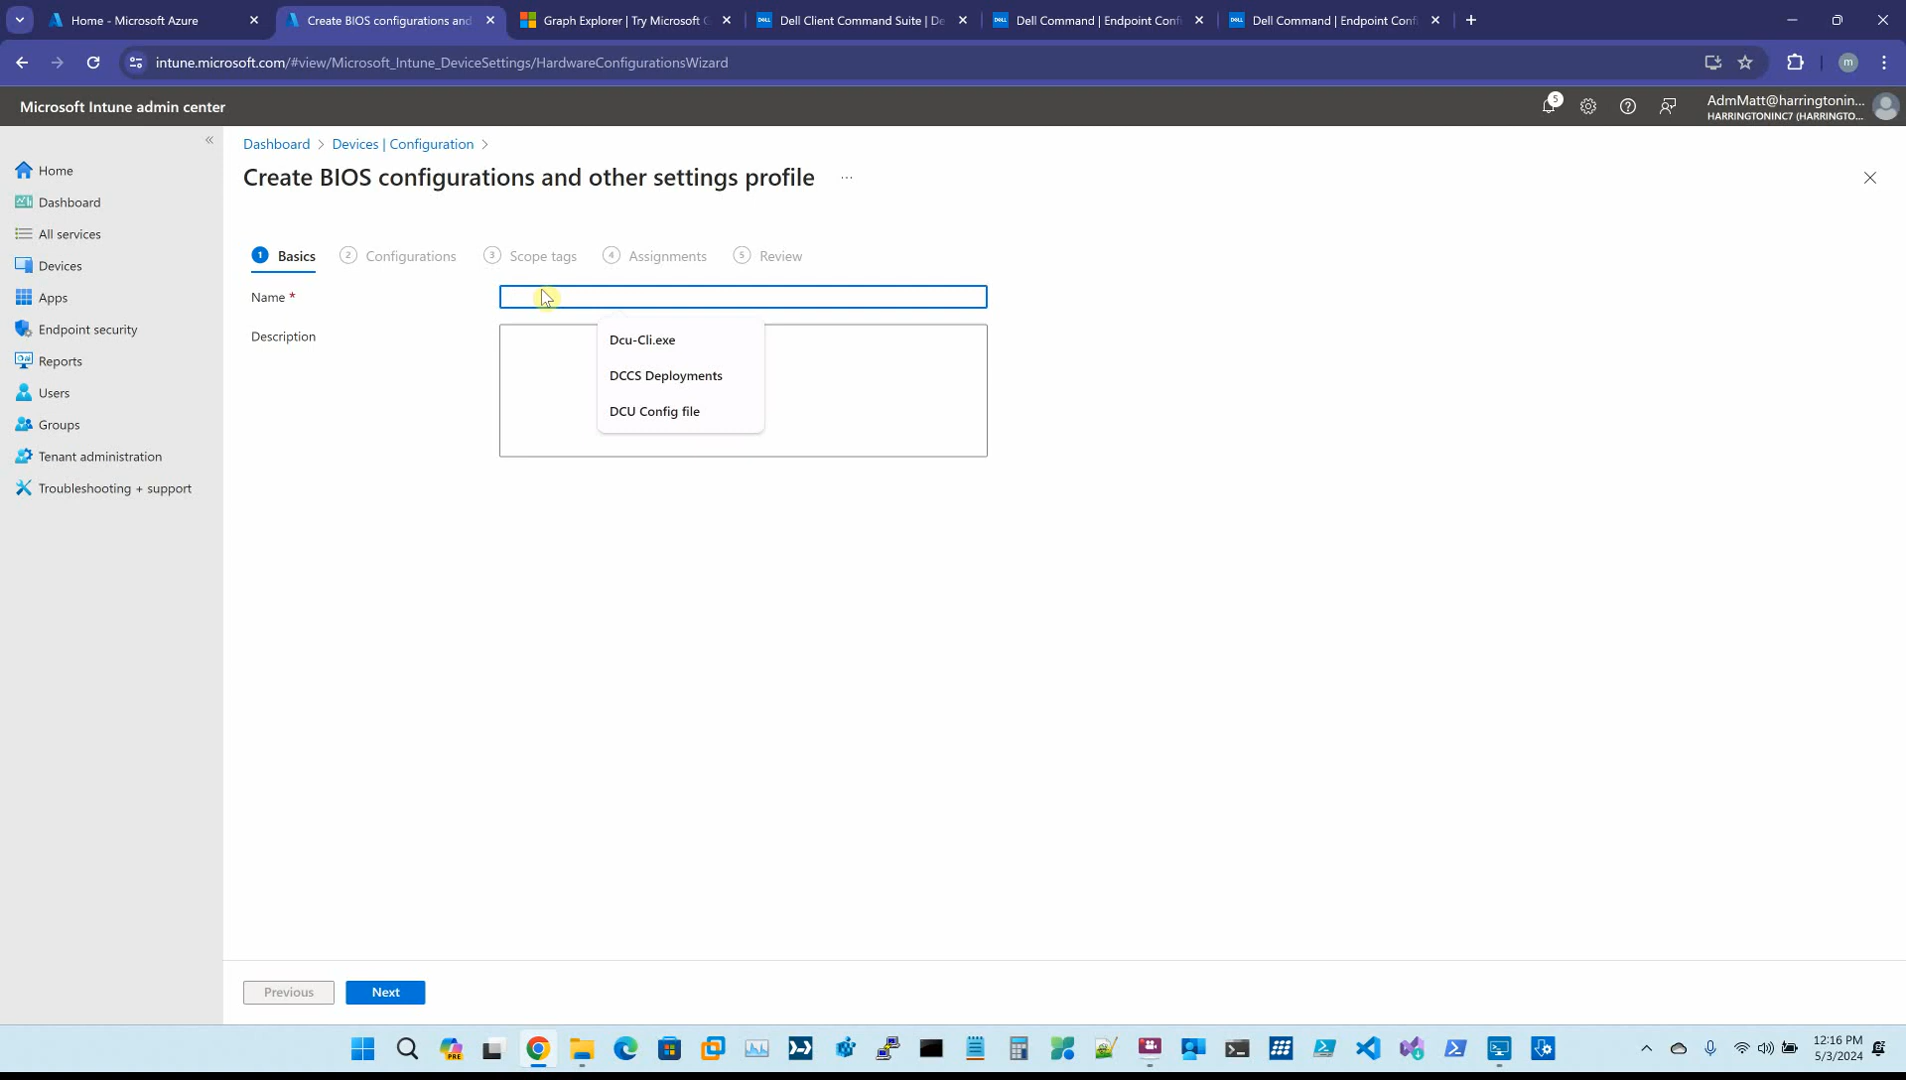 Home - Microsoft Azure
Create BIOS configurations and
Graph Explorer | Try Microsoft G
Dell Client Command Suite | De
Dell Command | Endpoint Confi
Dell Command | Endpoint Confi
intune.microsoft.com/#view/Microsoft_Intune_DeviceSettings/HardwareConfigurationsWizard
m
Microsoft Intune admin center
5
AdmMatt@harringtonin...
HARRINGTONINC7 (HARRINGTO...
Home
Dashboard
All services
Devices
Apps
Endpoint security
Reports
Users
Groups
Tenant administration
Troubleshooting + support
Dashboard > Devices | Configuration >
Create BIOS configurations and other settings profile ...
1 Basics
2 Configurations
3 Scope tags
4 Assignments
5 Review
Name *
Description
Dcu-Cli.exe
DCCS Deployments
DCU Config file
Previous
Next
PRE
12:16 PM
5/3/2024